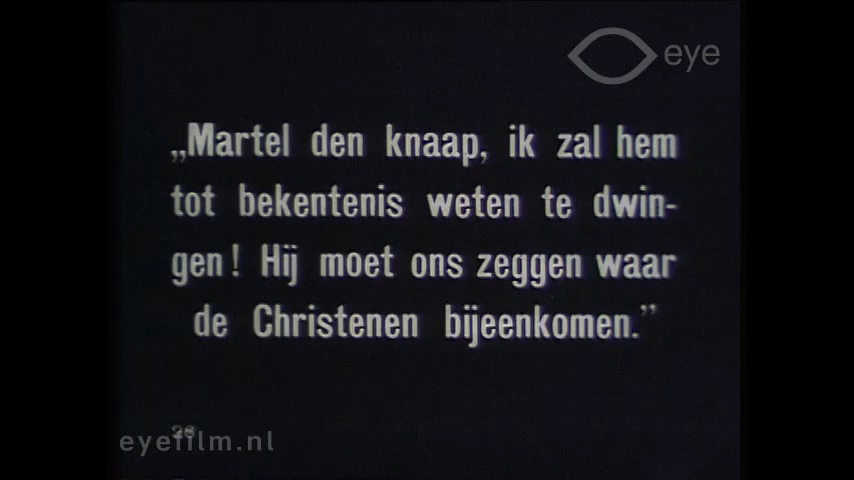 eye
„Martel den knaap, ik zal hem
tot bekentenis weten te dwin-
gen! Hij moet ons zeggen waar
de Christenen bijeenkomen.”
eyefilm.nl